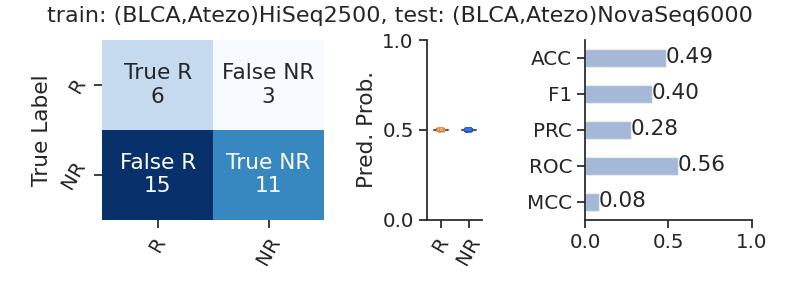 train: (BLCA,Atezo)HiSeq2500, test: (BLCA,Atezo)NovaSeq6000
True Label
R
NR
True R
6
False NR
3
False R
15
True NR
11
R
NR
Pred. Prob.
1.0
0.5
0.0
R
NR
ACC
0.49
F1
0.40
PRC
0.28
ROC
0.56
MCC
0.08
0.0
0.5
1.0